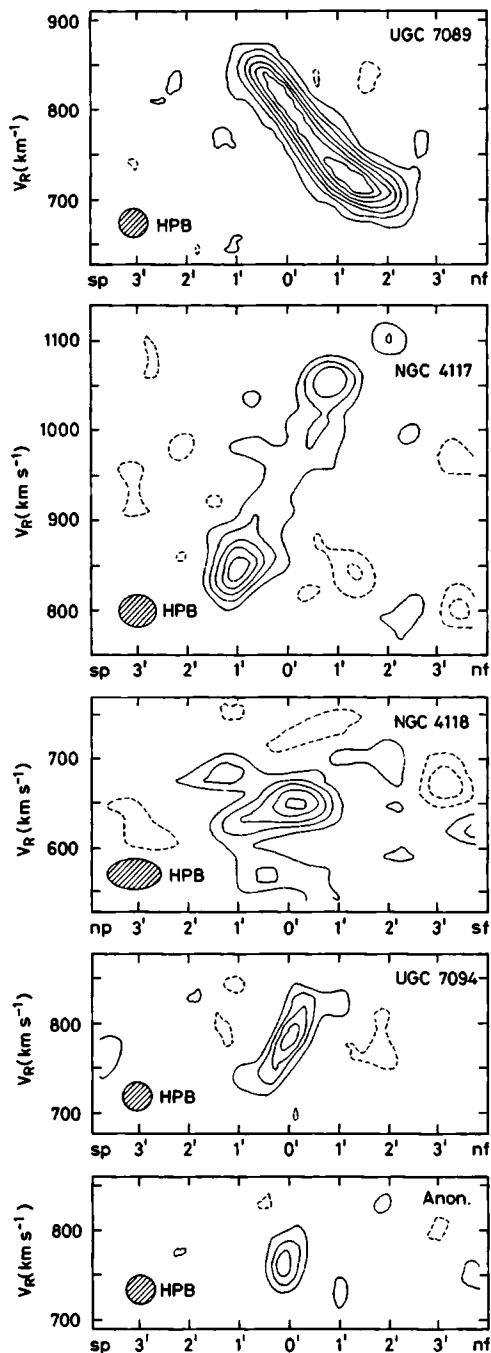 UGC 7089
900
800
700
V_R (km⁻¹)
HPB
sp 3' 2' 1' 0' 1' 2' 3' nf
NGC 4117
1100
1000
900
800
V_R (km s⁻¹)
HPB
sp 3' 2' 1' 0' 1' 2' 3' nf
NGC 4118
700
600
V_R (km s⁻¹)
HPB
np 3' 2' 1' 0' 1' 2' 3' sf
UGC 7094
800
700
V_R (km s⁻¹)
HPB
sp 3' 2' 1' 0' 1' 2' 3' nf
Anon.
800
700
V_R (km s⁻¹)
HPB
sp 3' 2' 1' 0' 1' 2' 3' nf